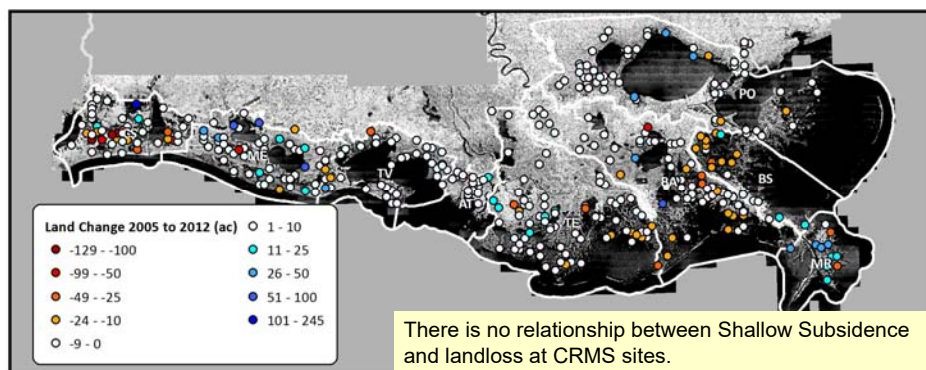 PO
CS
ME
TV
BA
BS
AT
TE
MR
Land Change 2005 to 2012 (ac)
-129 - -100
-99 - -50
-49 - -25
-24 - -10
-9 - 0
1 - 10
11 - 25
26 - 50
51 - 100
101 - 245
There is no relationship between Shallow Subsidence
and landloss at CRMS sites.